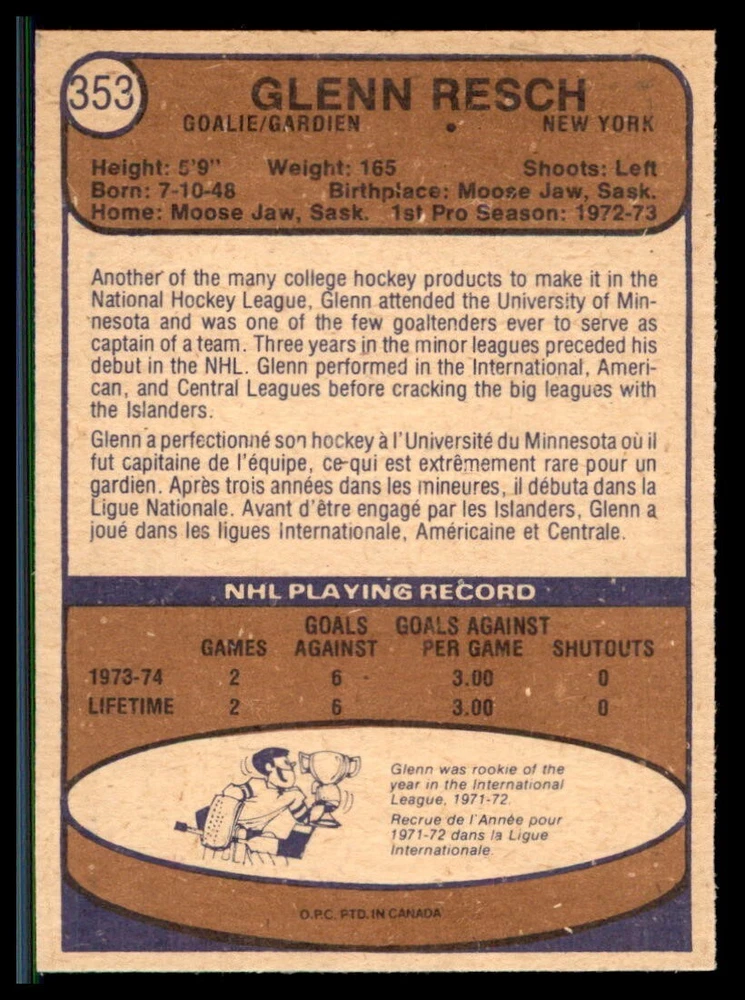 353
GLENN RESCH
GOALIE/GARDIEN • NEW YORK
Height: 5'9" Weight: 165 Shoots: Left
Born: 7-10-48 Birthplace: Moose Jaw, Sask.
Home: Moose Jaw, Sask. 1st Pro Season: 1972-73
Another of the many college hockey products to make it in the
National Hockey League, Glenn attended the University of Min-
nesota and was one of the few goaltenders ever to serve as
captain of a team. Three years in the minor leagues preceded his
debut in the NHL. Glenn performed in the International, Ameri-
can, and Central Leagues before cracking the big leagues with
the Islanders.
Glenn a perfectionné son hockey à l'Université du Minnesota où il
fut capitaine de l'équipe, ce qui est extrêmement rare pour un
gardien. Après trois années dans les mineures, il débuta dans la
Ligue Nationale. Avant d'être engagé par les Islanders, Glenn a
joué dans les ligues Internationale, Américaine et Centrale.
NHL PLAYING RECORD
GAMES GOALS AGAINST GOALS AGAINST PER GAME SHUTOUTS
1973-74 2 6 3.00 0
LIFETIME 2 6 3.00 0
Glenn was rookie of the
year in the International
League, 1971-72.
Recrue de l'Année pour
1971-72 dans la Ligue
Internationale.
O.P.C. PTD. IN CANADA